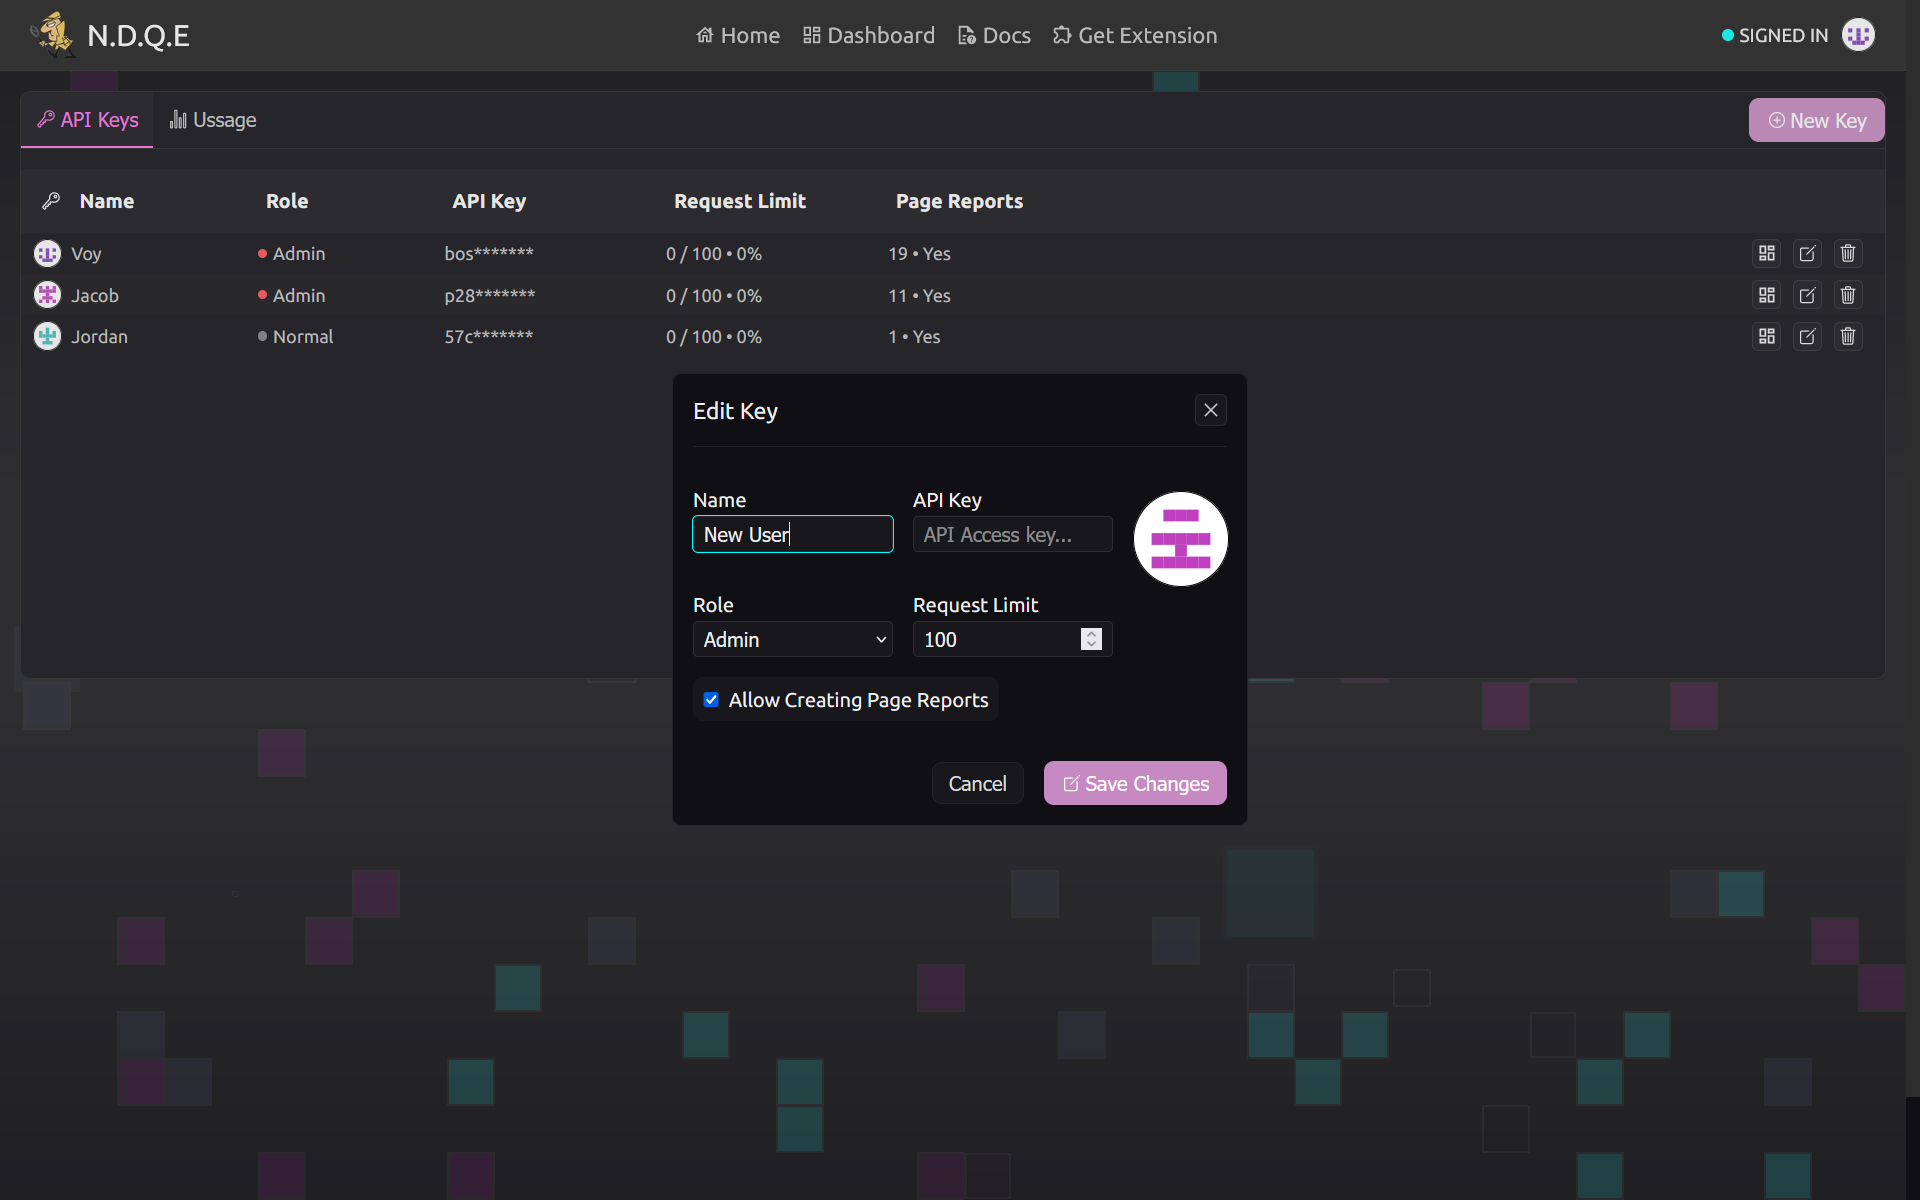 N.D.Q.E
Home Dashboard Docs Get Extension
SIGNED IN
API Keys Ussage
New Key
Name Role API Key Request Limit Page Reports
Voy Admin bos******* 0 / 100 • 0% 19 • Yes
Jacob Admin p28******* 0 / 100 • 0% 11 • Yes
Jordan Normal 57c******* 0 / 100 • 0% 1 • Yes
Edit Key
Name API Key
New User API Access key...
Role Request Limit
Admin 100
Allow Creating Page Reports
Cancel Save Changes